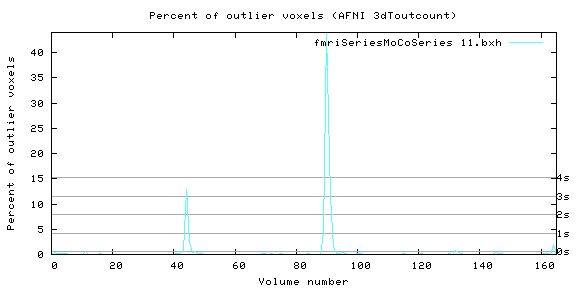 Percent of outlier voxels (AFNI 3dToutcount)
fmriSeriesMoCoSeries 11.bxh
Percent of outlier voxels
40
35
30
25
20
15
10
5
0
4s
3s
2s
1s
0s
0 20 40 60 80 100 120 140 160
Volume number